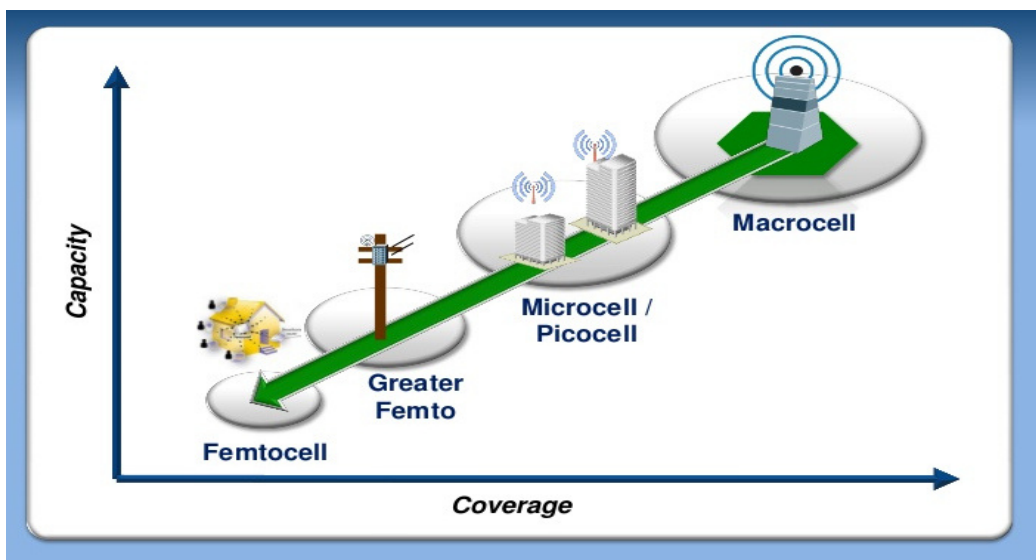 Capacity
Macrocell
Microcell /
Picocell
Greater
Femto
Femtocell
Coverage